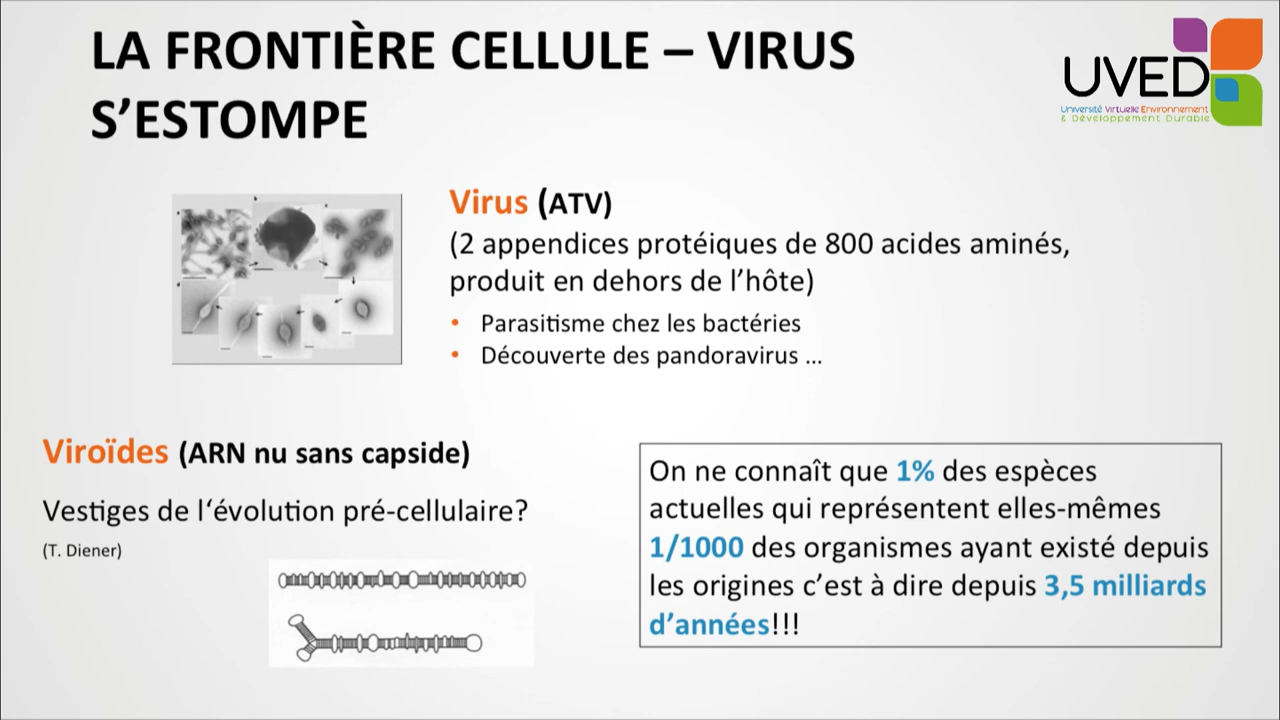 LA FRONTIÈRE CELLULE – VIRUS
S’ESTOMPE
UVED
Université Virtuelle Environnement
& Développement Durable
Virus (ATV)
(2 appendices protéiques de 800 acides aminés,
produit en dehors de l’hôte)
• Parasitisme chez les bactéries
• Découverte des pandoravirus ...
Viroïdes (ARN nu sans capside)
Vestiges de l‘évolution pré-cellulaire?
(T. Diener)
On ne connaît que 1% des espèces
actuelles qui représentent elles-mêmes
1/1000 des organismes ayant existé depuis
les origines c’est à dire depuis 3,5 milliards
d’années!!!